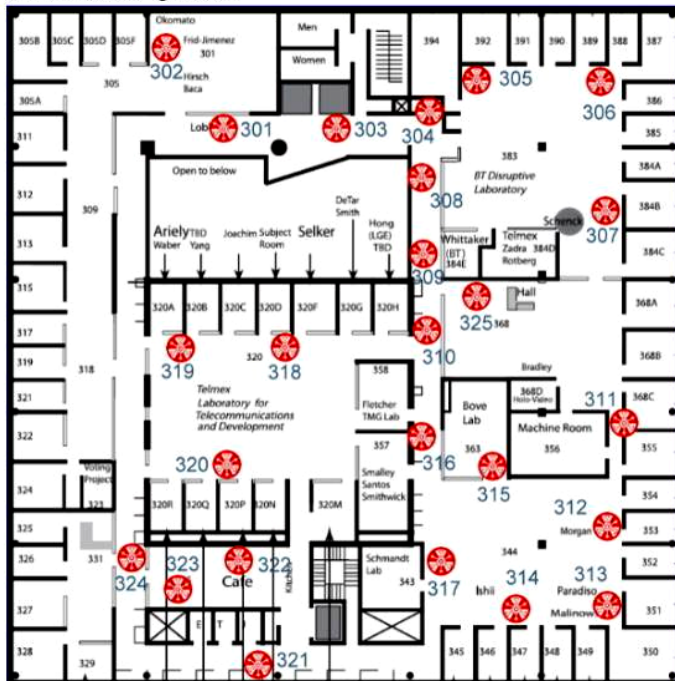 305B 305C 305D 305F
Okomato
Frid-Jimenez
301
302
Hirsch
Baca
305
Men
Women
394 392 391 390 389 388 387
305
306
305A
386
311
Lob
301
303
304
385
383
BT Disruptive
Laboratory
384A
312
309
Open to below
308
DeTar
Smith
384B
Schenck
307
313
Ariely
Waber
TBD
Yang
Joachim
Subject
Room
Selker
Hong
(LGE)
TBD
309
Whittaker
(BT)
384E
Telmex
Zadra
Rotberg
384D
384C
315
320A 320B 320C 320D 320F 320G 320H
325
Hall
368
368A
317
310
319
318
320
319
318
358
368B
Bradley
321
Telmex
Laboratory for
Telecommunications
and Development
Fletcher
TMG Lab
Bove
Lab
363
368D
Holo-Video
368C
311
322
316
357
Machine Room
356
355
Voting
Project
323
324
320
Smalley
Santos
Smithwick
315
354
320R 320Q 320P 320N 320M
312
Morgan
353
325
331
326
324
323
322
Cafe
Kitchen
Schmandt
Lab
343
317
344
352
Ishii
314
Paradiso
313
Malinow
351
327
E T
328
329
321
345 346 347 348 349 350